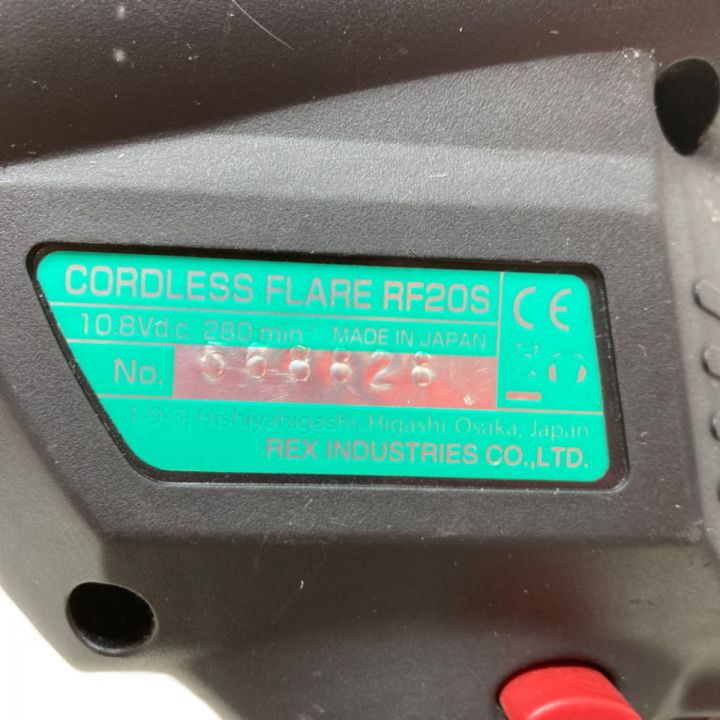 CORDLESS FLARE RF20S
10.8Vd.c. 280 min⁻¹ MADE IN JAPAN
No.
1-9-3, Hishiyahigashi, Higashi Osaka, Japan
REX INDUSTRIES CO.,LTD.
CE